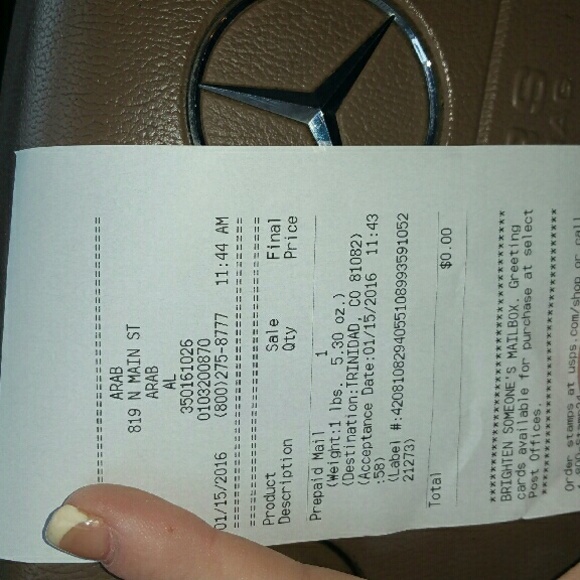 ARAB
819 N MAIN ST
ARAB
AL
350161026
0103200870
01/15/2016 (800)275-8777 11:44 AM
Product Sale Final
Description Qty Price
Prepaid Mail 1
(Weight:1 lbs. 5.30 oz.)
(Destination:TRINIDAD, CO 81082)
(Acceptance Date:01/15/2016 11:43
:58)
(Label #:420810829405510899359105​2
21273)
Total $0.00
BRIGHTEN SOMEONE'S MAILBOX. Greeting
cards available for purchase at select
Post Offices.
Order stamps at usps.com/shop or call